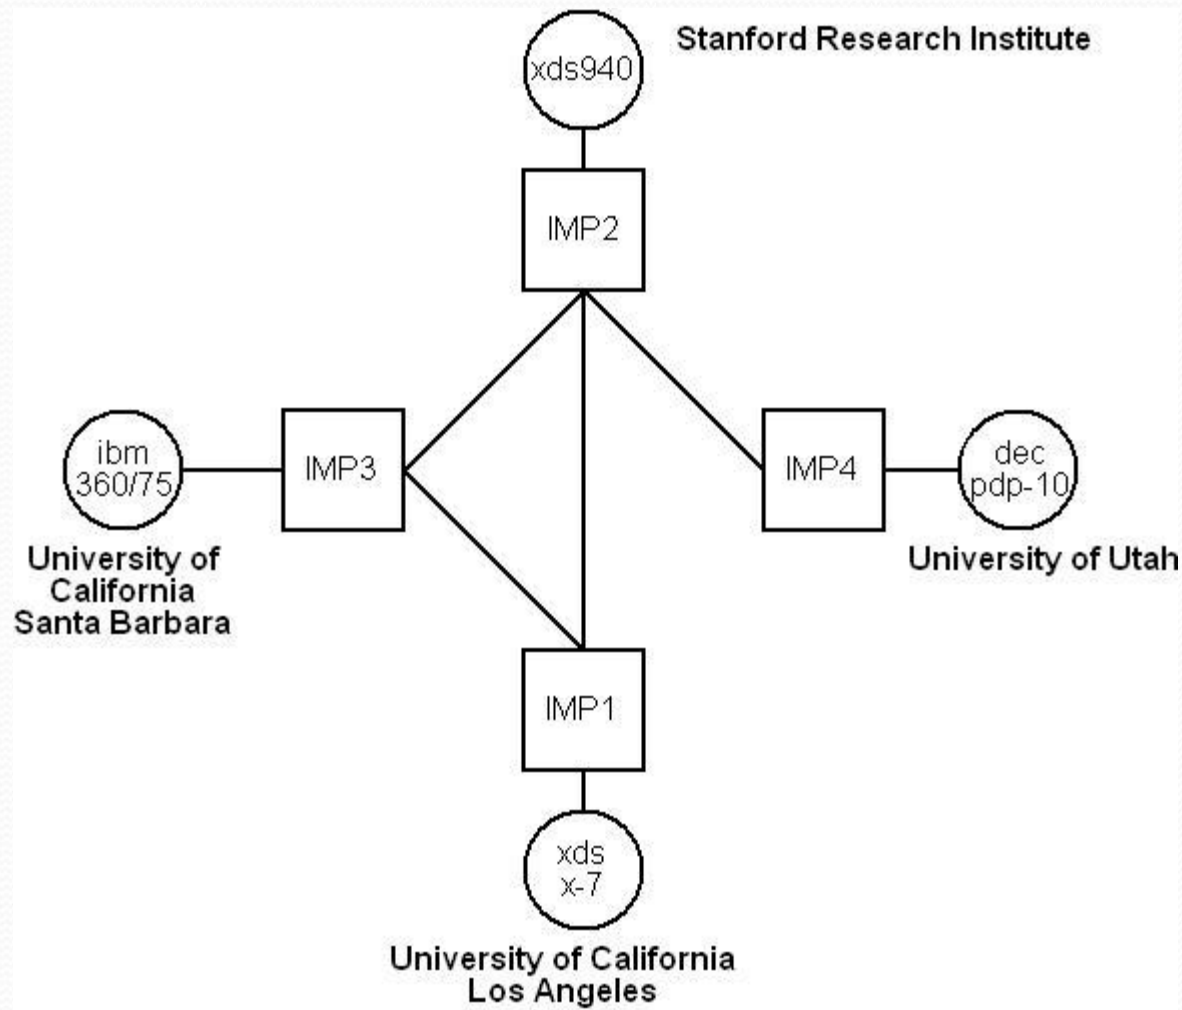 Stanford Research Institute
xds940
IMP2
ibm
360/75
IMP3
IMP4
dec
pdp-10
University of
California
Santa Barbara
University of Utah
IMP1
xds
x-7
University of California
Los Angeles